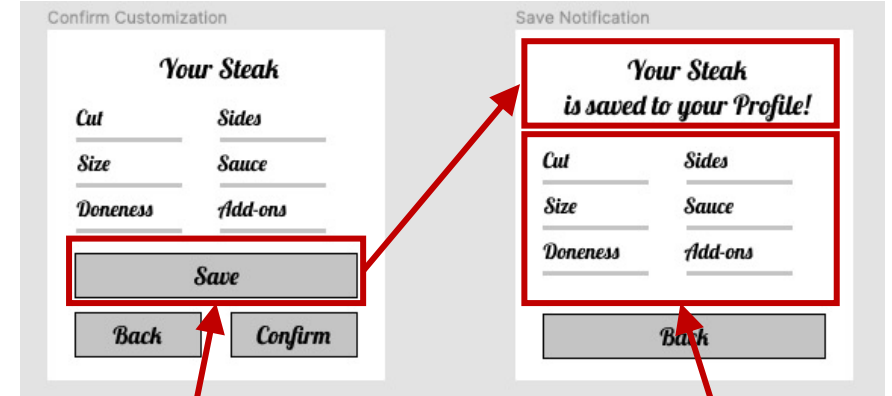 Confirm Customization
Your Steak
Cut Sides
Size Sauce
Doneness Add-ons
Save
Back Confirm
Save Notification
Your Steak
is saved to your Profile!
Cut Sides
Size Sauce
Doneness Add-ons
Back